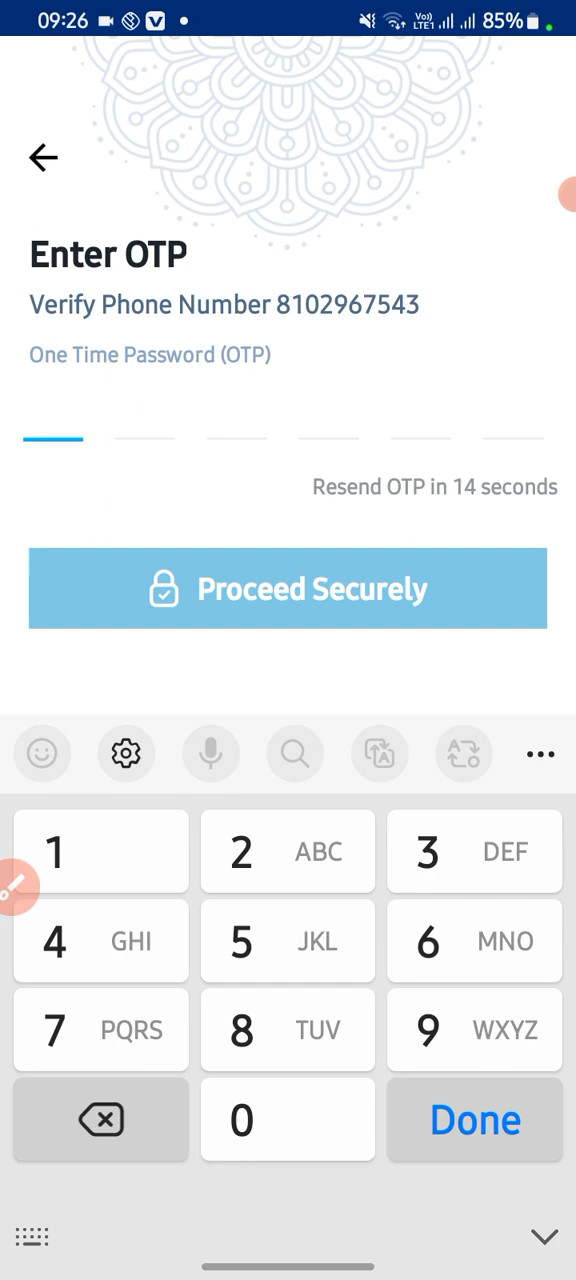 09:26 V Vo)) LTE1 85%
Enter OTP
Verify Phone Number 8102967543
One Time Password (OTP)
Resend OTP in 14 seconds
Proceed Securely
1 2 ABC 3 DEF
4 GHI 5 JKL 6 MNO
7 PQRS 8 TUV 9 WXYZ
0 Done